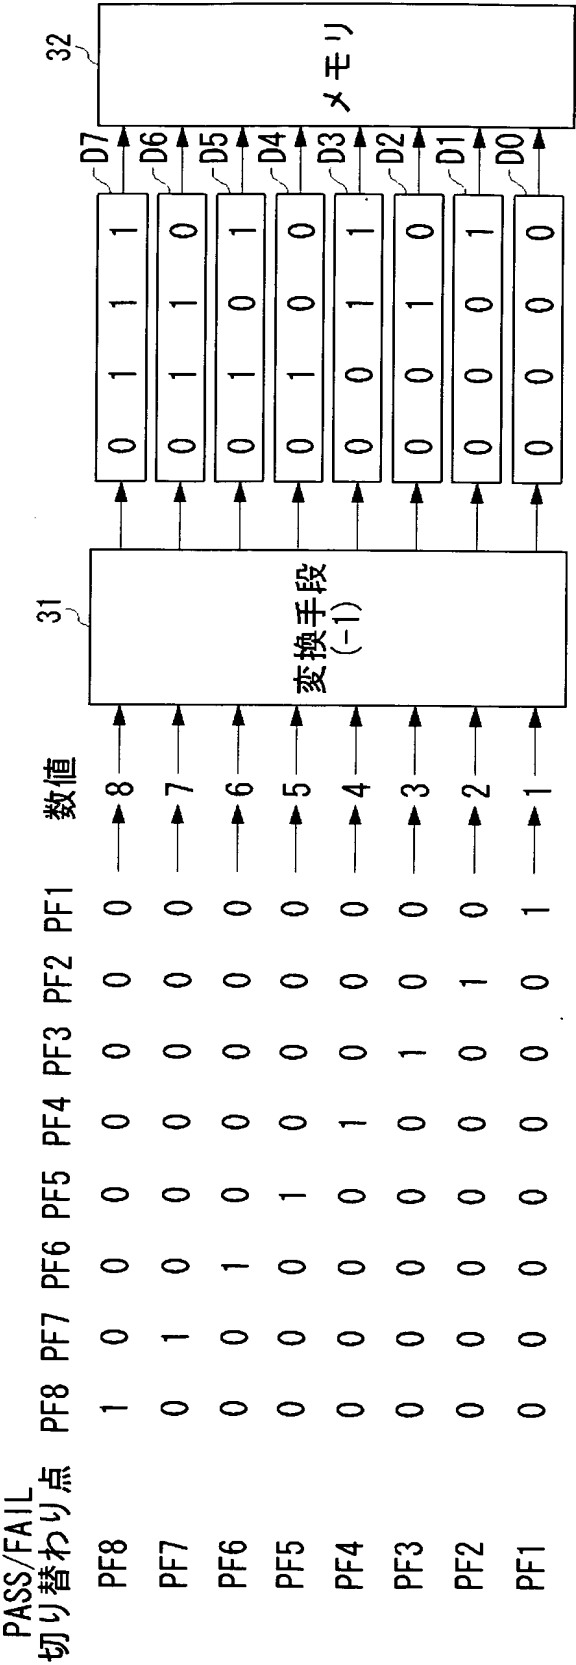 PASS/FAIL
切り替わり点 PF8 PF7 PF6 PF5 PF4 PF3 PF2 PF1 数値 31 32
PF8 1 0 0 0 0 0 0 0 8 0 1 1 1 D7
PF7 0 1 0 0 0 0 0 0 7 0 1 1 0 D6
PF6 0 0 1 0 0 0 0 0 6 0 1 0 1 D5
PF5 0 0 0 1 0 0 0 0 5 0 1 0 0 D4
PF4 0 0 0 0 1 0 0 0 4 0 0 1 1 D3
PF3 0 0 0 0 0 1 0 0 3 0 0 1 0 D2
PF2 0 0 0 0 0 0 1 0 2 0 0 0 1 D1
PF1 0 0 0 0 0 0 0 1 1 0 0 0 0 D0
変換手段
(-1)
メモリ